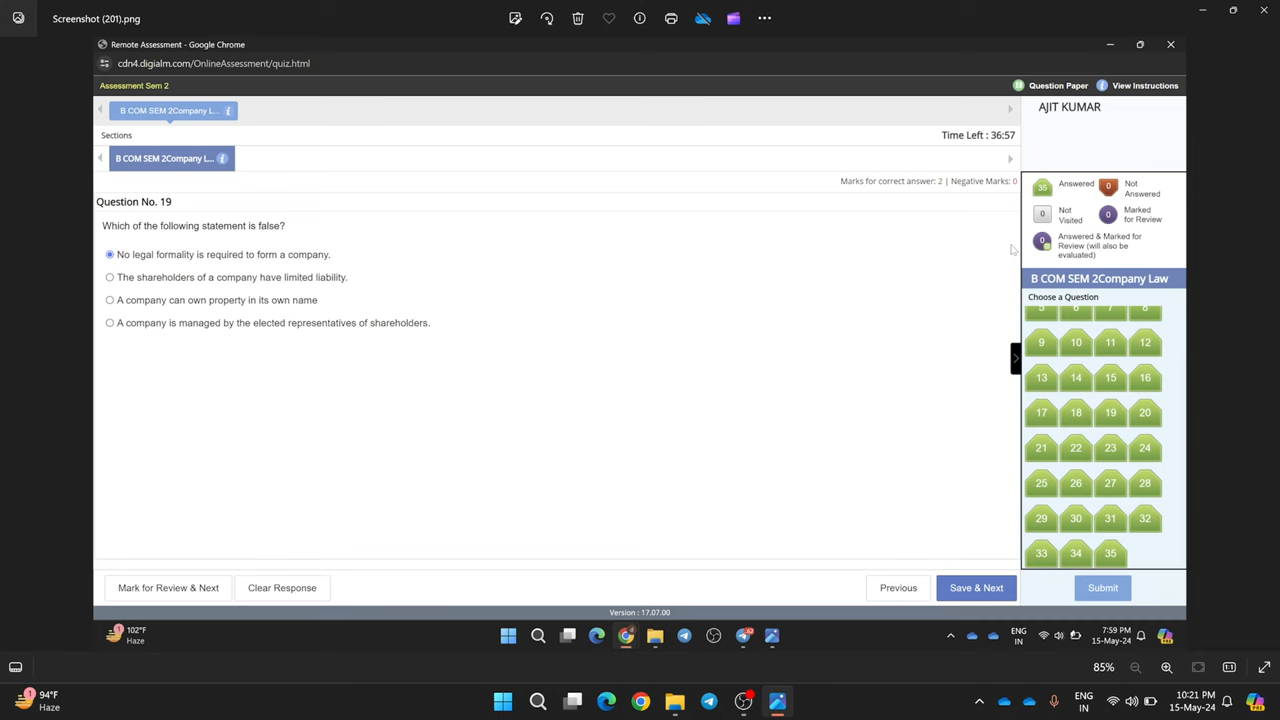 Screenshot (201).png
Remote Assessment - Google Chrome
cdn4.digialm.com/OnlineAssessment/quiz.html
Assessment Sem 2
Question Paper
View Instructions
B COM SEM 2Company L...
AJIT KUMAR
Sections
Time Left : 36:57
B COM SEM 2Company L...
Marks for correct answer: 2 | Negative Marks: 0
Question No. 19
Which of the following statement is false?
No legal formality is required to form a company.
The shareholders of a company have limited liability.
A company can own property in its own name
A company is managed by the elected representatives of shareholders.
35 Answered
0 Not Answered
0 Not Visited
0 Marked for Review
0 Answered & Marked for Review (will also be evaluated)
B COM SEM 2Company Law
Choose a Question
5 6 7 8
9 10 11 12
13 14 15 16
17 18 19 20
21 22 23 24
25 26 27 28
29 30 31 32
33 34 35
Mark for Review & Next
Clear Response
Previous
Save & Next
Submit
Version : 17.07.00
1
102°F
Haze
62
ENG
IN
7:59 PM
15-May-24
85%
1
94°F
Haze
ENG
IN
10:21 PM
15-May-24